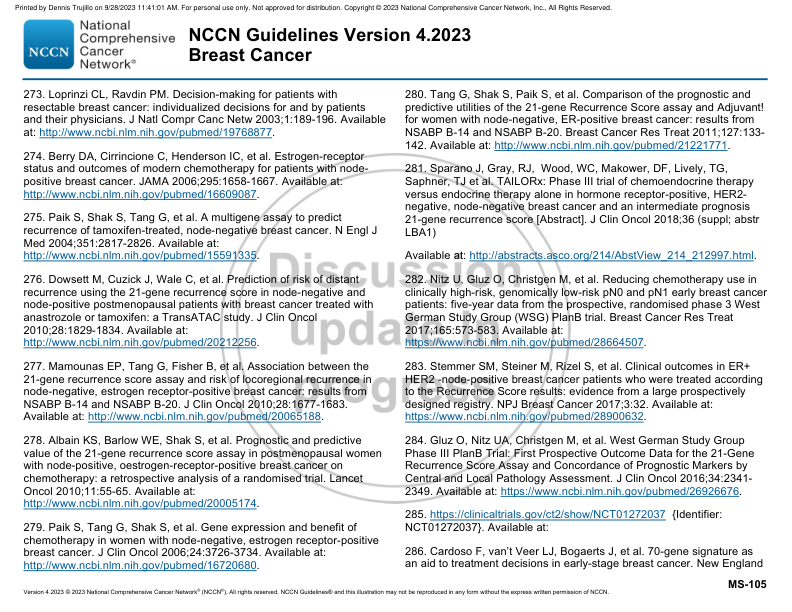 Printed by Dennis Trujillo on 9/28/2023 11:41:01 AM. For personal use only. Not approved for distribution. Copyright © 2023 National Comprehensive Cancer Network, Inc., All Rights Reserved.
NCCN
National
Comprehensive
Cancer
Network®
NCCN Guidelines Version 4.2023
Breast Cancer
273. Loprinzi CL, Ravdin PM. Decision-making for patients with
resectable breast cancer: individualized decisions for and by patients
and their physicians. J Natl Compr Canc Netw 2003;1:189-196. Available
at: http://www.ncbi.nlm.nih.gov/pubmed/19768877.
274. Berry DA, Cirrincione C, Henderson IC, et al. Estrogen-receptor
status and outcomes of modern chemotherapy for patients with node-
positive breast cancer. JAMA 2006;295:1658-1667. Available at:
http://www.ncbi.nlm.nih.gov/pubmed/16609087.
275. Paik S, Shak S, Tang G, et al. A multigene assay to predict
recurrence of tamoxifen-treated, node-negative breast cancer. N Engl J
Med 2004;351:2817-2826. Available at:
http://www.ncbi.nlm.nih.gov/pubmed/15591335.
276. Dowsett M, Cuzick J, Wale C, et al. Prediction of risk of distant
recurrence using the 21-gene recurrence score in node-negative and
node-positive postmenopausal patients with breast cancer treated with
anastrozole or tamoxifen: a TransATAC study. J Clin Oncol
2010;28:1829-1834. Available at:
http://www.ncbi.nlm.nih.gov/pubmed/20212256.
277. Mamounas EP, Tang G, Fisher B, et al. Association between the
21-gene recurrence score assay and risk of locoregional recurrence in
node-negative, estrogen receptor-positive breast cancer: results from
NSABP B-14 and NSABP B-20. J Clin Oncol 2010;28:1677-1683.
Available at: http://www.ncbi.nlm.nih.gov/pubmed/20065188.
278. Albain KS, Barlow WE, Shak S, et al. Prognostic and predictive
value of the 21-gene recurrence score assay in postmenopausal women
with node-positive, oestrogen-receptor-positive breast cancer on
chemotherapy: a retrospective analysis of a randomised trial. Lancet
Oncol 2010;11:55-65. Available at:
http://www.ncbi.nlm.nih.gov/pubmed/20005174.
279. Paik S, Tang G, Shak S, et al. Gene expression and benefit of
chemotherapy in women with node-negative, estrogen receptor-positive
breast cancer. J Clin Oncol 2006;24:3726-3734. Available at:
http://www.ncbi.nlm.nih.gov/pubmed/16720680.
280. Tang G, Shak S, Paik S, et al. Comparison of the prognostic and
predictive utilities of the 21-gene Recurrence Score assay and Adjuvant!
for women with node-negative, ER-positive breast cancer: results from
NSABP B-14 and NSABP B-20. Breast Cancer Res Treat 2011;127:133-
142. Available at: http://www.ncbi.nlm.nih.gov/pubmed/21221771.
281. Sparano J, Gray, RJ, Wood, WC, Makower, DF, Lively, TG,
Saphner, TJ et al. TAILORx: Phase III trial of chemoendocrine therapy
versus endocrine therapy alone in hormone receptor-positive, HER2-
negative, node-negative breast cancer and an intermediate prognosis
21-gene recurrence score [Abstract]. J Clin Oncol 2018;36 (suppl; abstr
LBA1)
Available at: http://abstracts.asco.org/214/AbstView_214_212997.html.
282. Nitz U, Gluz O, Christgen M, et al. Reducing chemotherapy use in
clinically high-risk, genomically low-risk pN0 and pN1 early breast cancer
patients: five-year data from the prospective, randomised phase 3 West
German Study Group (WSG) PlanB trial. Breast Cancer Res Treat
2017;165:573-583. Available at:
https://www.ncbi.nlm.nih.gov/pubmed/28664507.
283. Stemmer SM, Steiner M, Rizel S, et al. Clinical outcomes in ER+
HER2 -node-positive breast cancer patients who were treated according
to the Recurrence Score results: evidence from a large prospectively
designed registry. NPJ Breast Cancer 2017;3:32. Available at:
https://www.ncbi.nlm.nih.gov/pubmed/28900632.
284. Gluz O, Nitz UA, Christgen M, et al. West German Study Group
Phase III PlanB Trial: First Prospective Outcome Data for the 21-Gene
Recurrence Score Assay and Concordance of Prognostic Markers by
Central and Local Pathology Assessment. J Clin Oncol 2016;34:2341-
2349. Available at: https://www.ncbi.nlm.nih.gov/pubmed/26926676.
285. https://clinicaltrials.gov/ct2/show/NCT01272037 {Identifier:
NCT01272037}. Available at:
286. Cardoso F, van't Veer LJ, Bogaerts J, et al. 70-gene signature as
an aid to treatment decisions in early-stage breast cancer. New England
Discussion
update in
progress
MS-105
Version 4.2023 © 2023 National Comprehensive Cancer Network® (NCCN®), All rights reserved. NCCN Guidelines® and this illustration may not be reproduced in any form without the express written permission of NCCN.